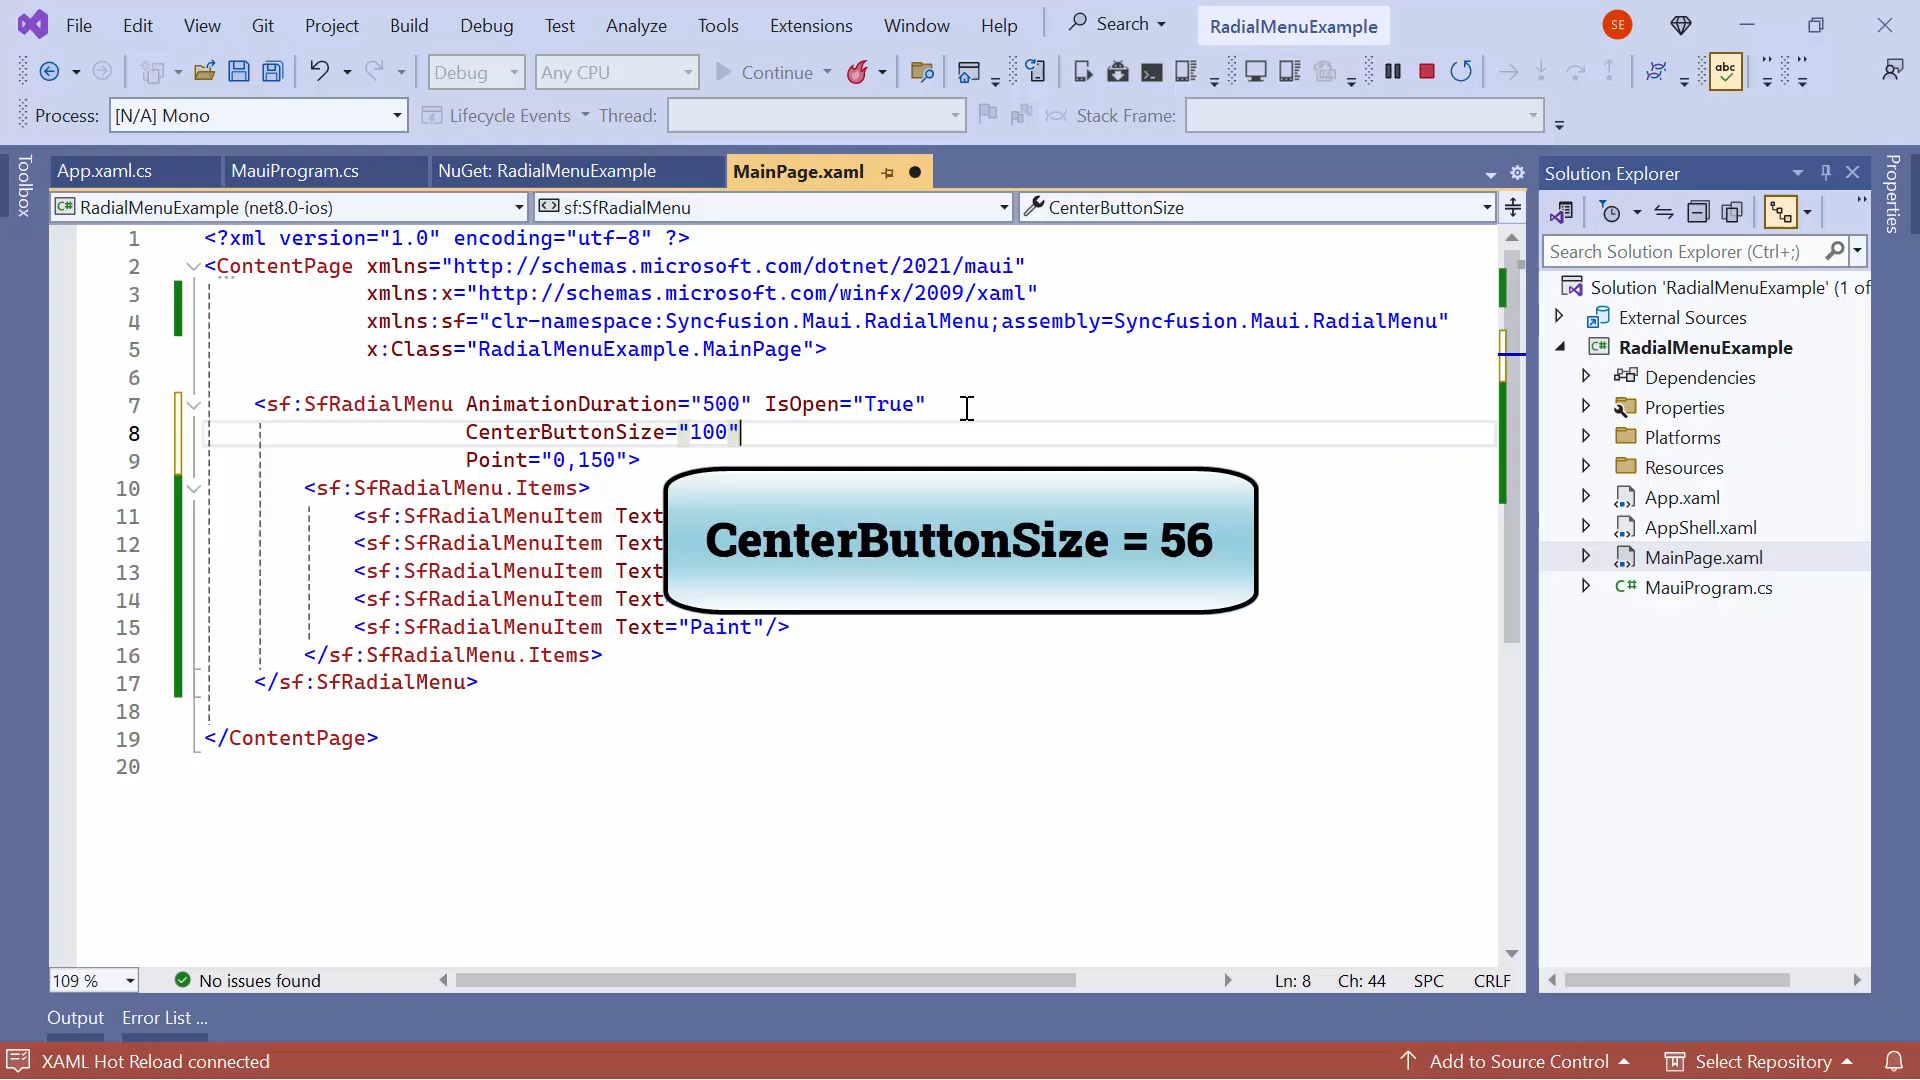 File Edit View Git Project Build Debug Test Analyze Tools Extensions Window Help Search RadialMenuExample SE
Debug Any CPU Continue abc
Process: [N/A] Mono Lifecycle Events Thread: Stack Frame:
Toolbox
App.xaml.cs MauiProgram.cs NuGet: RadialMenuExample MainPage.xaml
RadialMenuExample (net8.0-ios) sf:SfRadialMenu CenterButtonSize
1 <?xml version="1.0" encoding="utf-8" ?>
2 <ContentPage xmlns="http://schemas.microsoft.com/dotnet/2021/maui"
3 xmlns:x="http://schemas.microsoft.com/winfx/2009/xaml"
4 xmlns:sf="clr-namespace:Syncfusion.Maui.RadialMenu;assembly=Syncfusion.Maui.RadialMenu"
5 x:Class="RadialMenuExample.MainPage">
6
7 <sf:SfRadialMenu AnimationDuration="500" IsOpen="True"
8 CenterButtonSize="100"
9 Point="0,150">
10 <sf:SfRadialMenu.Items>
11 <sf:SfRadialMenuItem Text
12 <sf:SfRadialMenuItem Text
13 <sf:SfRadialMenuItem Text
14 <sf:SfRadialMenuItem Text=
15 <sf:SfRadialMenuItem Text="Paint"/>
16 </sf:SfRadialMenu.Items>
17 </sf:SfRadialMenu>
18
19 </ContentPage>
20
CenterButtonSize = 56
109 % No issues found Ln: 8 Ch: 44 SPC CRLF
Solution Explorer
Search Solution Explorer (Ctrl+;)
Solution 'RadialMenuExample' (1 of
External Sources
RadialMenuExample
Dependencies
Properties
Platforms
Resources
App.xaml
AppShell.xaml
MainPage.xaml
C# MauiProgram.cs
Properties
Output Error List ...
XAML Hot Reload connected Add to Source Control Select Repository